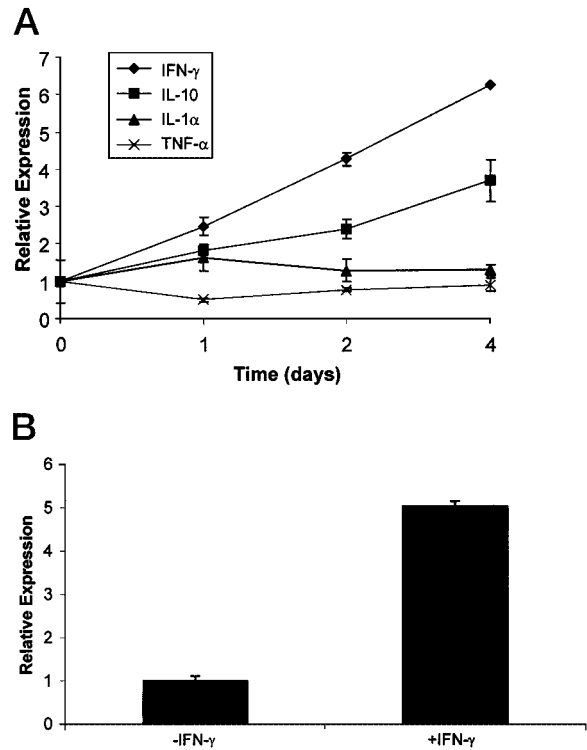 A
IFN-γ
IL-10
IL-1α
TNF-α
Relative Expression
7
6
5
4
3
2
1
0
0 1 2 4
Time (days)
B
Relative Expression
6
5
4
3
2
1
0
-IFN-γ +IFN-γ